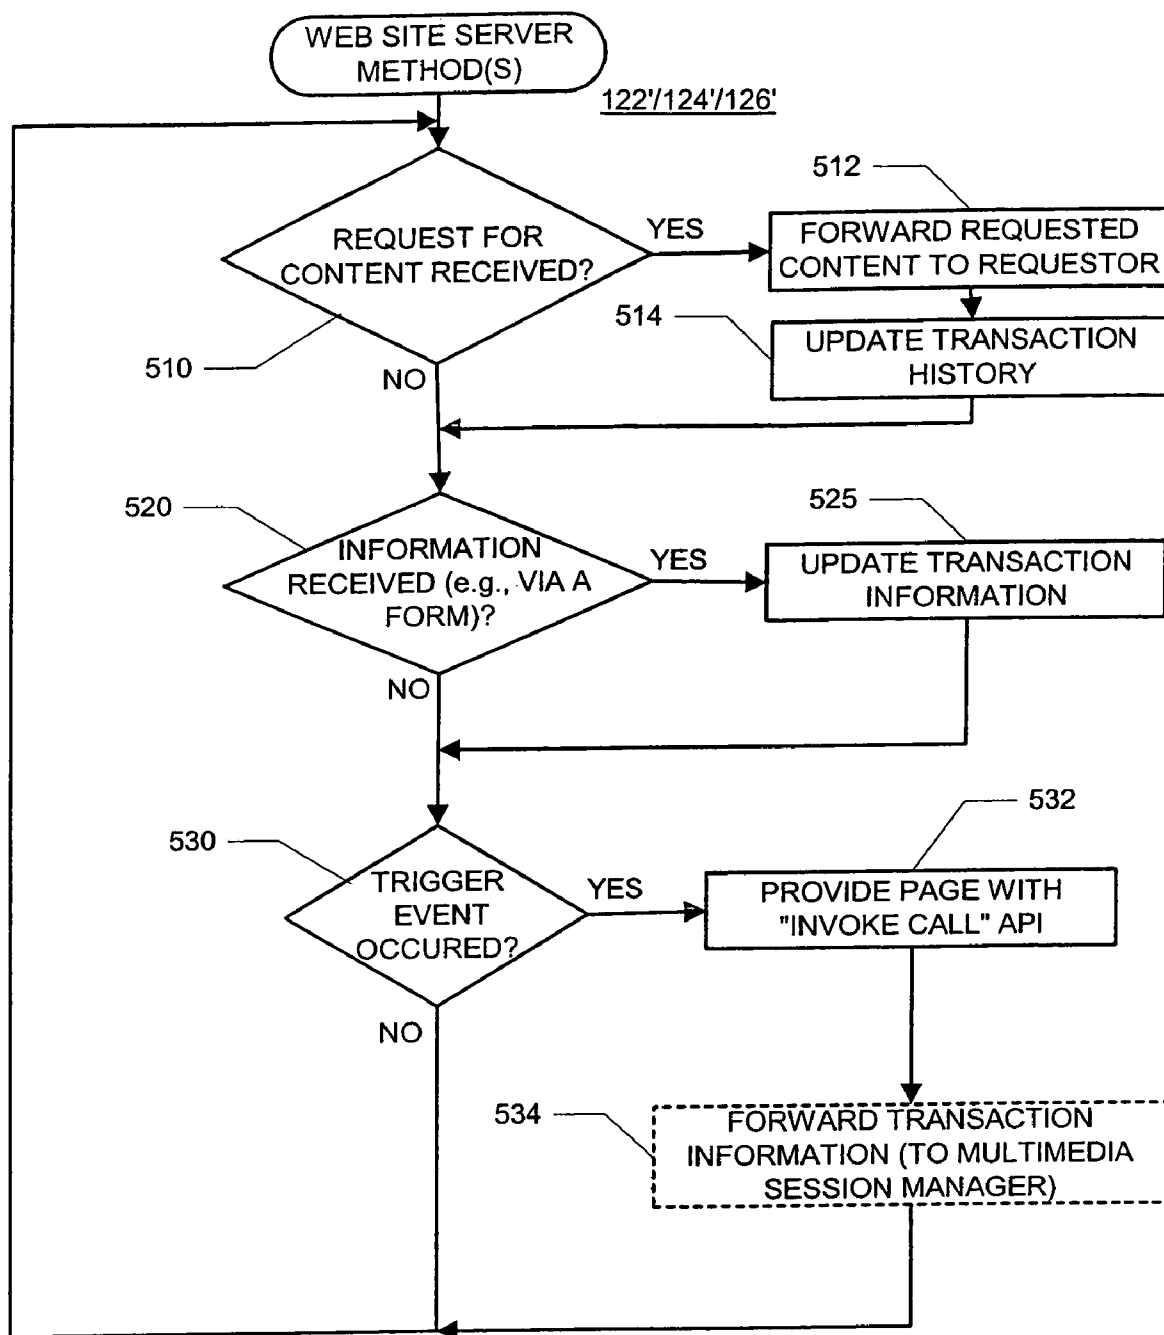 WEB SITE SERVER
METHOD(S)
122'/124'/126'
512
REQUEST FOR
CONTENT RECEIVED?
YES
FORWARD REQUESTED
CONTENT TO REQUESTOR
514
UPDATE TRANSACTION
HISTORY
510
NO
520
INFORMATION
RECEIVED (e.g., VIA A
FORM)?
YES
525
UPDATE TRANSACTION
INFORMATION
NO
532
530
TRIGGER
EVENT
OCCURED?
YES
PROVIDE PAGE WITH
"INVOKE CALL" API
NO
534
FORWARD TRANSACTION
INFORMATION (TO MULTIMEDIA
SESSION MANAGER)